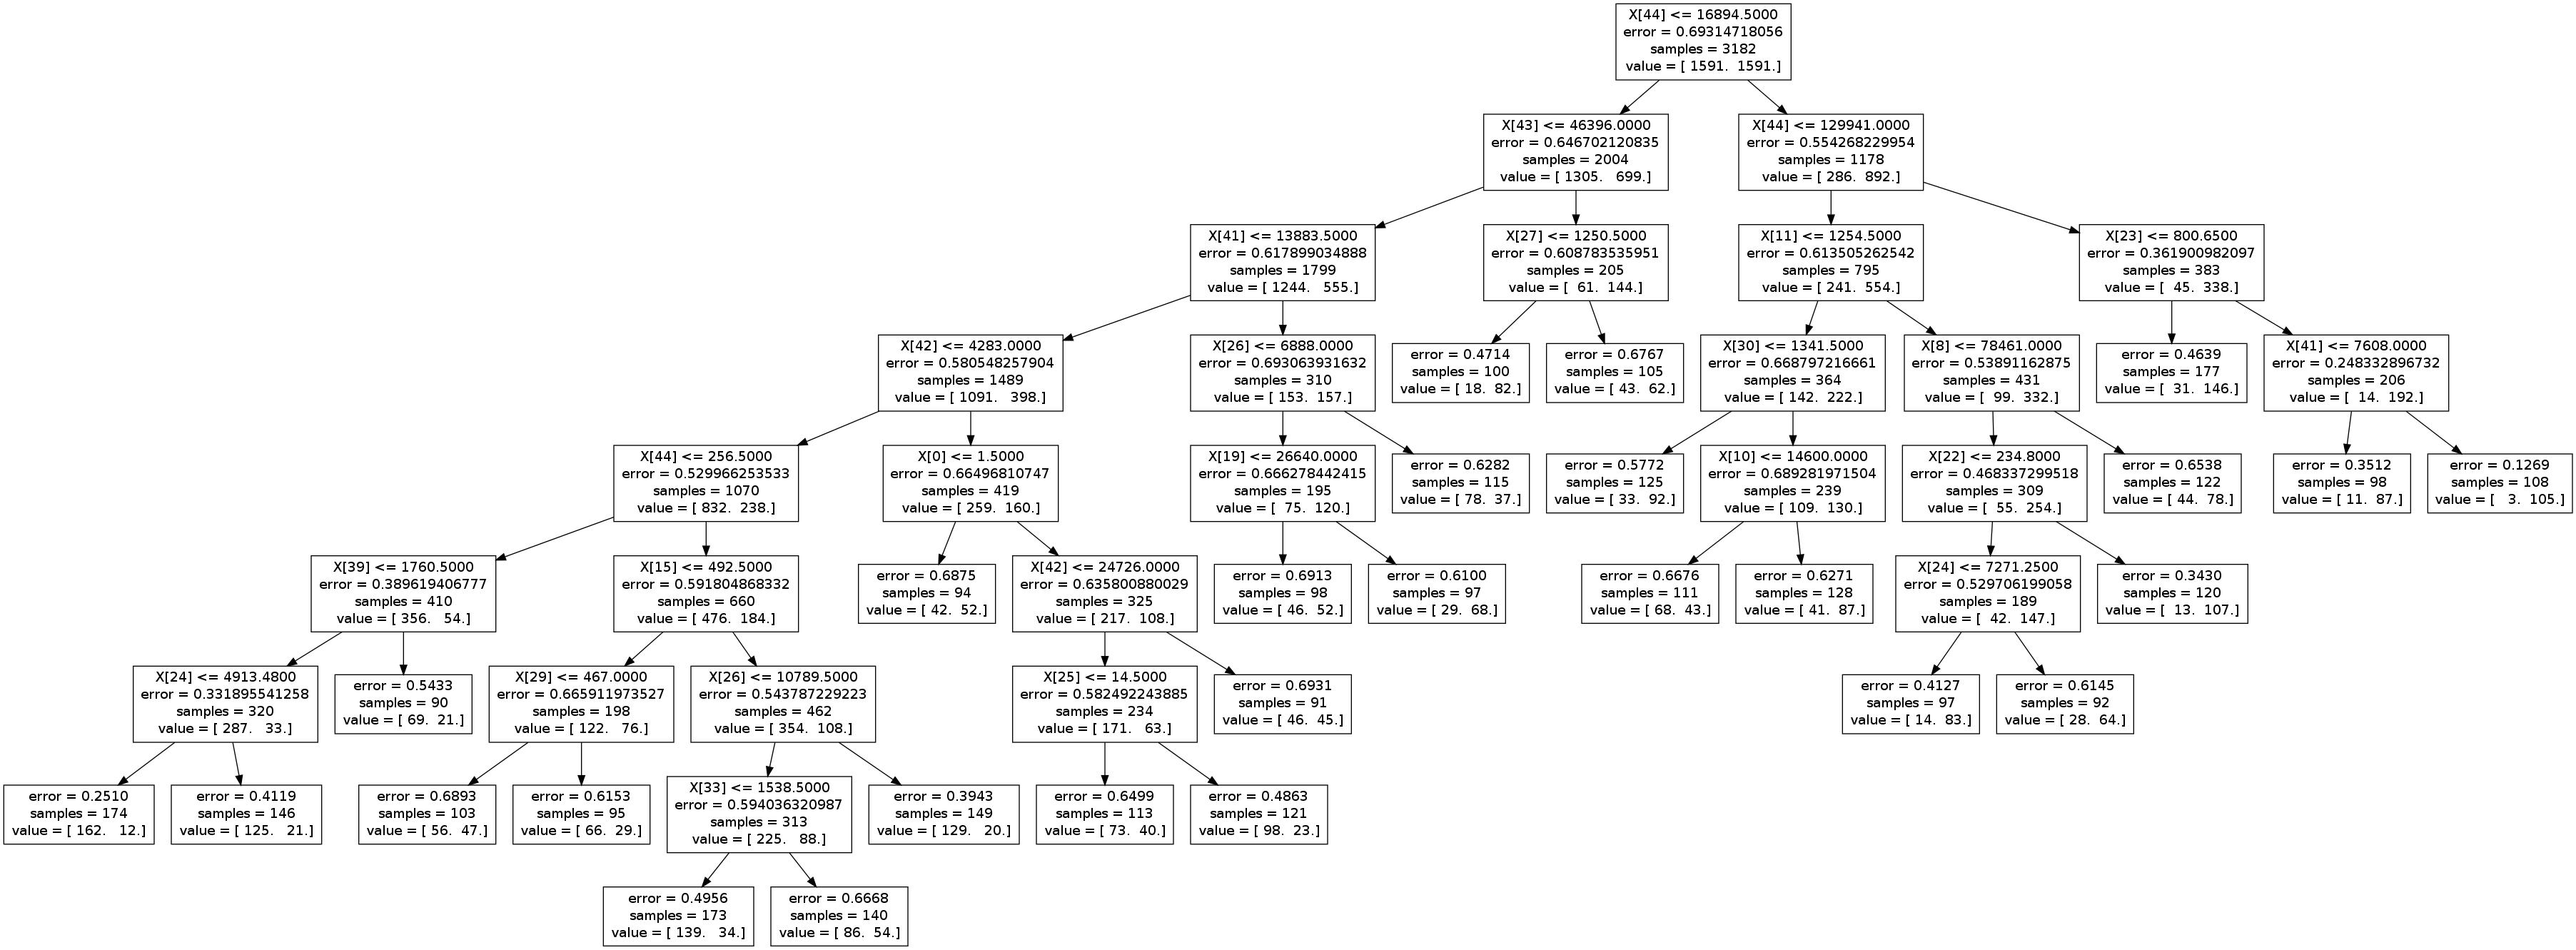 X[44] <= 16894.5000
error = 0.69314718056
samples = 3182
value = [ 1591.  1591.]
X[43] <= 46396.0000
error = 0.646702120835
samples = 2004
value = [ 1305.   699.]
X[44] <= 129941.0000
error = 0.554268229954
samples = 1178
value = [ 286.  892.]
X[41] <= 13883.5000
error = 0.617899034888
samples = 1799
value = [ 1244.   555.]
X[27] <= 1250.5000
error = 0.608783535951
samples = 205
value = [  61.  144.]
X[11] <= 1254.5000
error = 0.613505262542
samples = 795
value = [ 241.  554.]
X[23] <= 800.6500
error = 0.361900982097
samples = 383
value = [  45.  338.]
X[42] <= 4283.0000
error = 0.580548257904
samples = 1489
value = [ 1091.   398.]
X[26] <= 6888.0000
error = 0.693063931632
samples = 310
value = [ 153.  157.]
error = 0.4714
samples = 100
value = [ 18.  82.]
error = 0.6767
samples = 105
value = [ 43.  62.]
X[30] <= 1341.5000
error = 0.668797216661
samples = 364
value = [ 142.  222.]
X[8] <= 78461.0000
error = 0.53891162875
samples = 431
value = [  99.  332.]
error = 0.4639
samples = 177
value = [  31.  146.]
X[41] <= 7608.0000
error = 0.248332896732
samples = 206
value = [  14.  192.]
X[44] <= 256.5000
error = 0.529966253533
samples = 1070
value = [ 832.  238.]
X[0] <= 1.5000
error = 0.66496810747
samples = 419
value = [ 259.  160.]
X[19] <= 26640.0000
error = 0.666278442415
samples = 195
value = [  75.  120.]
error = 0.6282
samples = 115
value = [ 78.  37.]
error = 0.5772
samples = 125
value = [ 33.  92.]
X[10] <= 14600.0000
error = 0.689281971504
samples = 239
value = [ 109.  130.]
X[22] <= 234.8000
error = 0.468337299518
samples = 309
value = [  55.  254.]
error = 0.6538
samples = 122
value = [ 44.  78.]
error = 0.3512
samples = 98
value = [ 11.  87.]
error = 0.1269
samples = 108
value = [   3.  105.]
X[39] <= 1760.5000
error = 0.389619406777
samples = 410
value = [ 356.   54.]
X[15] <= 492.5000
error = 0.591804868332
samples = 660
value = [ 476.  184.]
error = 0.6875
samples = 94
value = [ 42.  52.]
X[42] <= 24726.0000
error = 0.635800880029
samples = 325
value = [ 217.  108.]
error = 0.6913
samples = 98
value = [ 46.  52.]
error = 0.6100
samples = 97
value = [ 29.  68.]
error = 0.6676
samples = 111
value = [ 68.  43.]
error = 0.6271
samples = 128
value = [ 41.  87.]
X[24] <= 7271.2500
error = 0.529706199058
samples = 189
value = [  42.  147.]
error = 0.3430
samples = 120
value = [  13.  107.]
X[24] <= 4913.4800
error = 0.331895541258
samples = 320
value = [ 287.   33.]
error = 0.5433
samples = 90
value = [ 69.  21.]
X[29] <= 467.0000
error = 0.665911973527
samples = 198
value = [ 122.   76.]
X[26] <= 10789.5000
error = 0.543787229223
samples = 462
value = [ 354.  108.]
X[25] <= 14.5000
error = 0.582492243885
samples = 234
value = [ 171.   63.]
error = 0.6931
samples = 91
value = [ 46.  45.]
error = 0.4127
samples = 97
value = [ 14.  83.]
error = 0.6145
samples = 92
value = [ 28.  64.]
error = 0.2510
samples = 174
value = [ 162.   12.]
error = 0.4119
samples = 146
value = [ 125.   21.]
error = 0.6893
samples = 103
value = [ 56.  47.]
error = 0.6153
samples = 95
value = [ 66.  29.]
X[33] <= 1538.5000
error = 0.594036320987
samples = 313
value = [ 225.   88.]
error = 0.3943
samples = 149
value = [ 129.   20.]
error = 0.6499
samples = 113
value = [ 73.  40.]
error = 0.4863
samples = 121
value = [ 98.  23.]
error = 0.4956
samples = 173
value = [ 139.   34.]
error = 0.6668
samples = 140
value = [ 86.  54.]